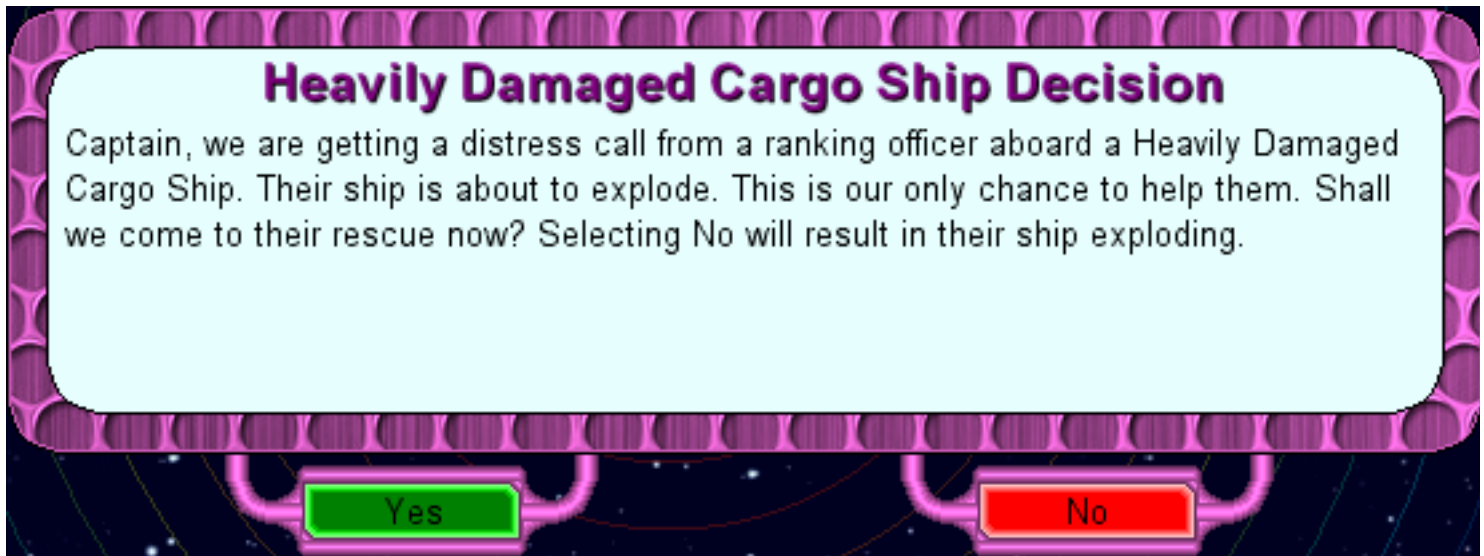 Heavily Damaged Cargo Ship Decision
Captain, we are getting a distress call from a ranking officer aboard a Heavily Damaged
Cargo Ship. Their ship is about to explode. This is our only chance to help them. Shall
we come to their rescue now? Selecting No will result in their ship exploding.
Yes
No